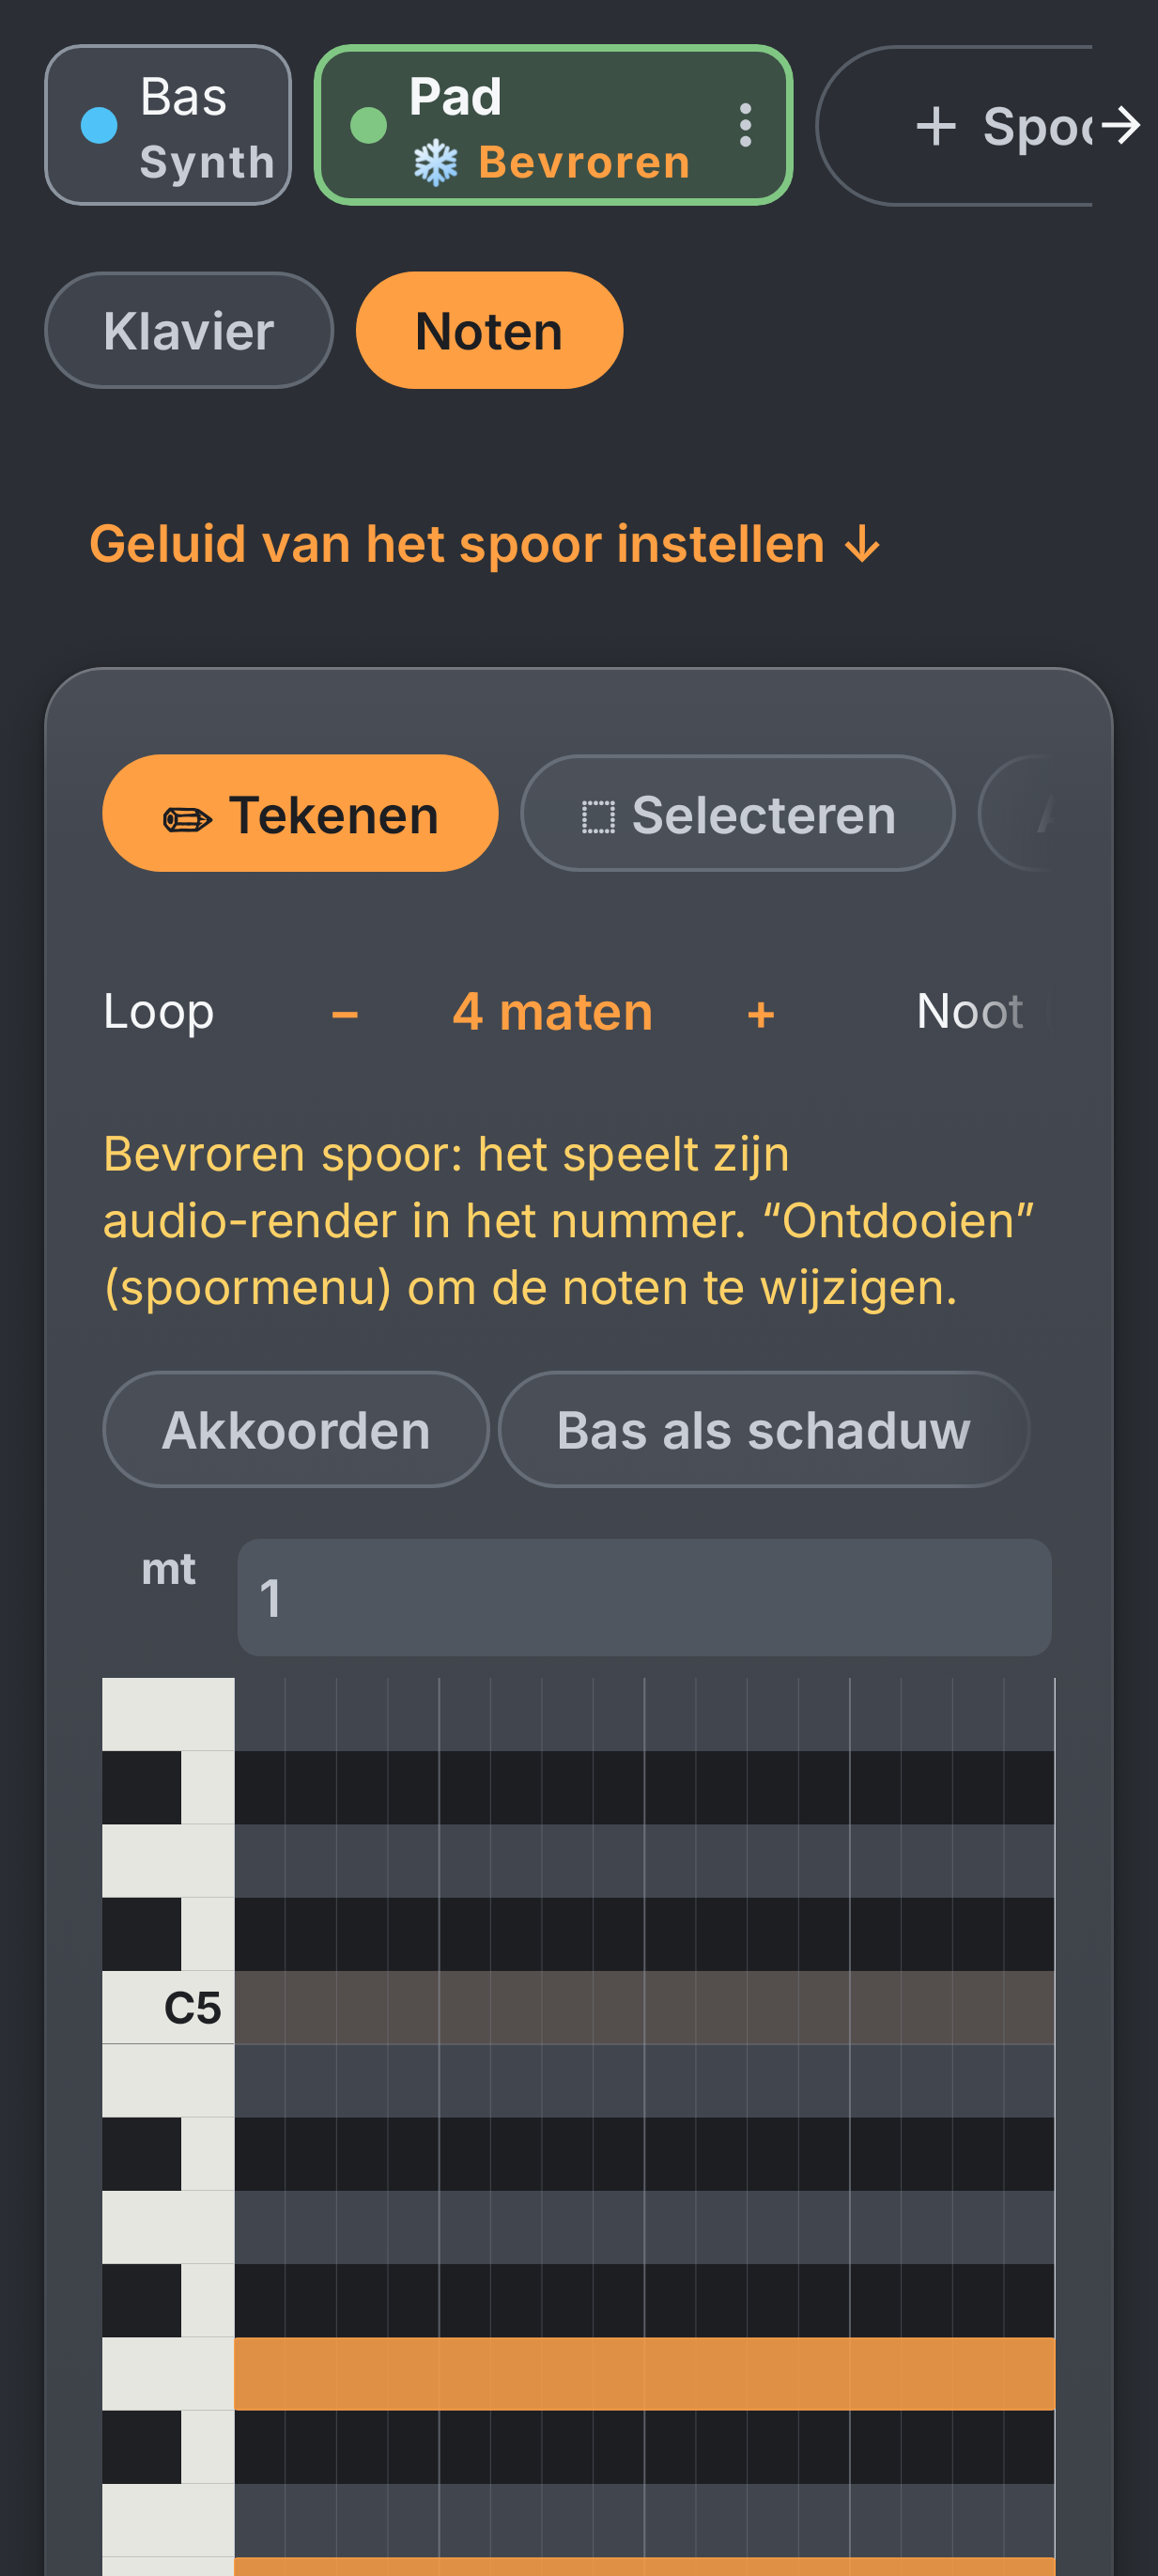 Bas
Synth
Pad
❄️ Bevroren
+
Klavier
Noten
Geluid van het spoor instellen ↓
✏ Tekenen
Selecteren
Loop – 4 maten + Noot
Bevroren spoor: het speelt zijn
audio-render in het nummer. “Ontdooien”
(spoormenu) om de noten te wijzigen.
Akkoorden
Bas als schaduw
mt
1
C5